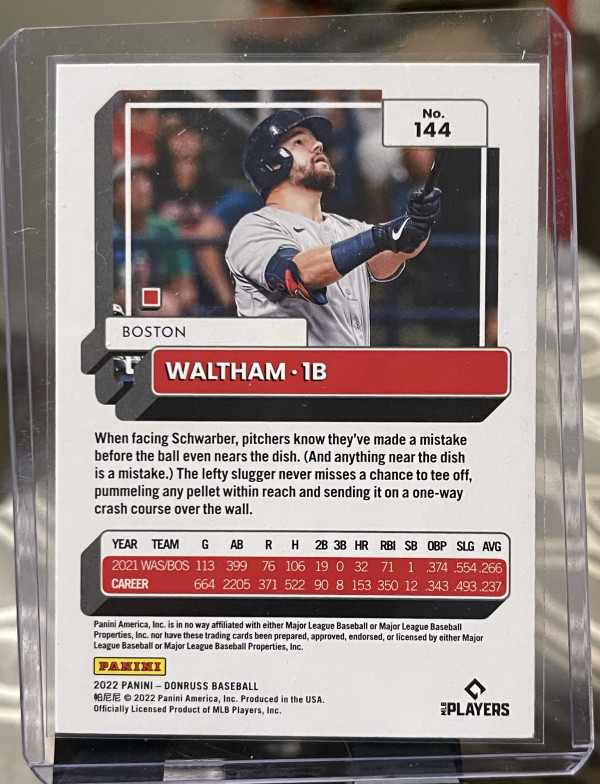 No.
144
BOSTON
WALTHAM · 1B
When facing Schwarber, pitchers know they've made a mistake
before the ball even nears the dish. (And anything near the dish
is a mistake.) The lefty slugger never misses a chance to tee off,
pummeling any pellet within reach and sending it on a one-way
crash course over the wall.
YEAR TEAM G AB R H 2B 3B HR RBI SB OBP SLG AVG
2021 WAS/BOS 113 399 76 106 19 0 32 71 1 .374 .554 .266
CAREER 664 2205 371 522 90 8 153 350 12 .343 .493 .237
Panini America, Inc. is in no way affiliated with either Major League Baseball or Major League Baseball
Properties, Inc. nor have these trading cards been prepared, approved, endorsed, or licensed by either Major
League Baseball or Major League Baseball Properties, Inc.
PANINI
2022 PANINI – DONRUSS BASEBALL
帕尼尼 © 2022 Panini America, Inc. Produced in the USA.
Officially Licensed Product of MLB Players, Inc.
MLB PLAYERS